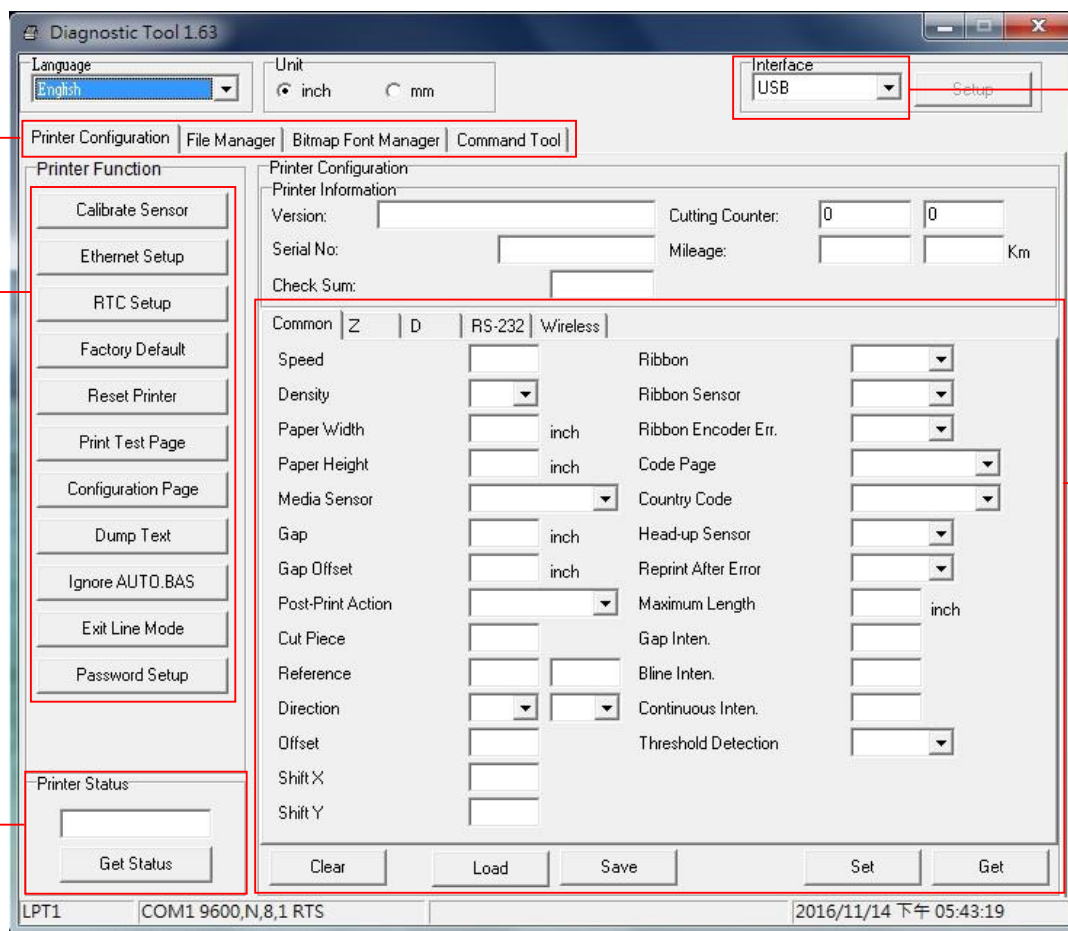 Diagnostic Tool 1.63
Language
English
Unit
inch
mm
Interface
USB
Setup
Printer Configuration
File Manager
Bitmap Font Manager
Command Tool
Printer Function
Calibrate Sensor
Ethernet Setup
RTC Setup
Factory Default
Reset Printer
Print Test Page
Configuration Page
Dump Text
Ignore AUTO.BAS
Exit Line Mode
Password Setup
Printer Status
Get Status
Printer Configuration
Printer Information
Version:
Cutting Counter: 0 0
Serial No:
Mileage: Km
Check Sum:
Common Z D RS-232 Wireless
Speed
Density
Paper Width inch
Paper Height inch
Media Sensor
Gap inch
Gap Offset inch
Post-Print Action
Cut Piece
Reference
Direction
Offset
Shift X
Shift Y
Ribbon
Ribbon Sensor
Ribbon Encoder Err.
Code Page
Country Code
Head-up Sensor
Reprint After Error
Maximum Length inch
Gap Inten.
Bline Inten.
Continuous Inten.
Threshold Detection
Clear
Load
Save
Set
Get
LPT1
COM1 9600,N,8,1 RTS
2016/11/14 下午 05:43:19